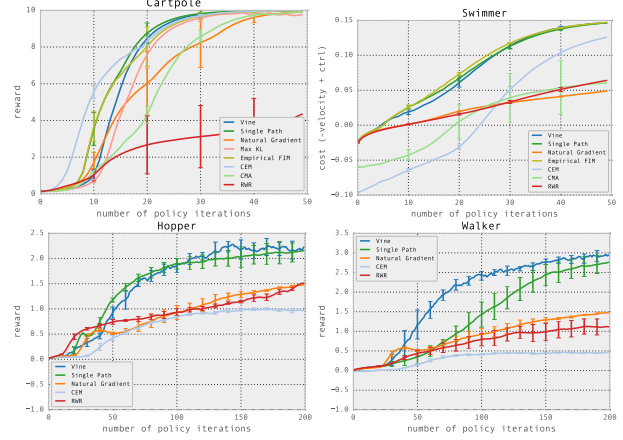 Cartpole
10
8
6
4
2
0
reward
0 10 20 30 40 50
number of policy iterations
Vine
Single Path
Natural Gradient
Max KL
Empirical FIM
CEM
CMA
RWR
Swimmer
0.15
0.10
0.05
0.00
−0.05
−0.10
cost (-velocity + ctrl)
0 10 20 30 40 50
number of policy iterations
Vine
Single Path
Natural Gradient
Empirical FIM
CEM
CMA
RWR
Hopper
2.5
2.0
1.5
1.0
0.5
0.0
−0.5
−1.0
reward
0 50 100 150 200
number of policy iterations
Vine
Single Path
Natural Gradient
CEM
RWR
Walker
3.5
3.0
2.5
2.0
1.5
1.0
0.5
0.0
−0.5
−1.0
reward
0 50 100 150 200
number of policy iterations
Vine
Single Path
Natural Gradient
CEM
RWR